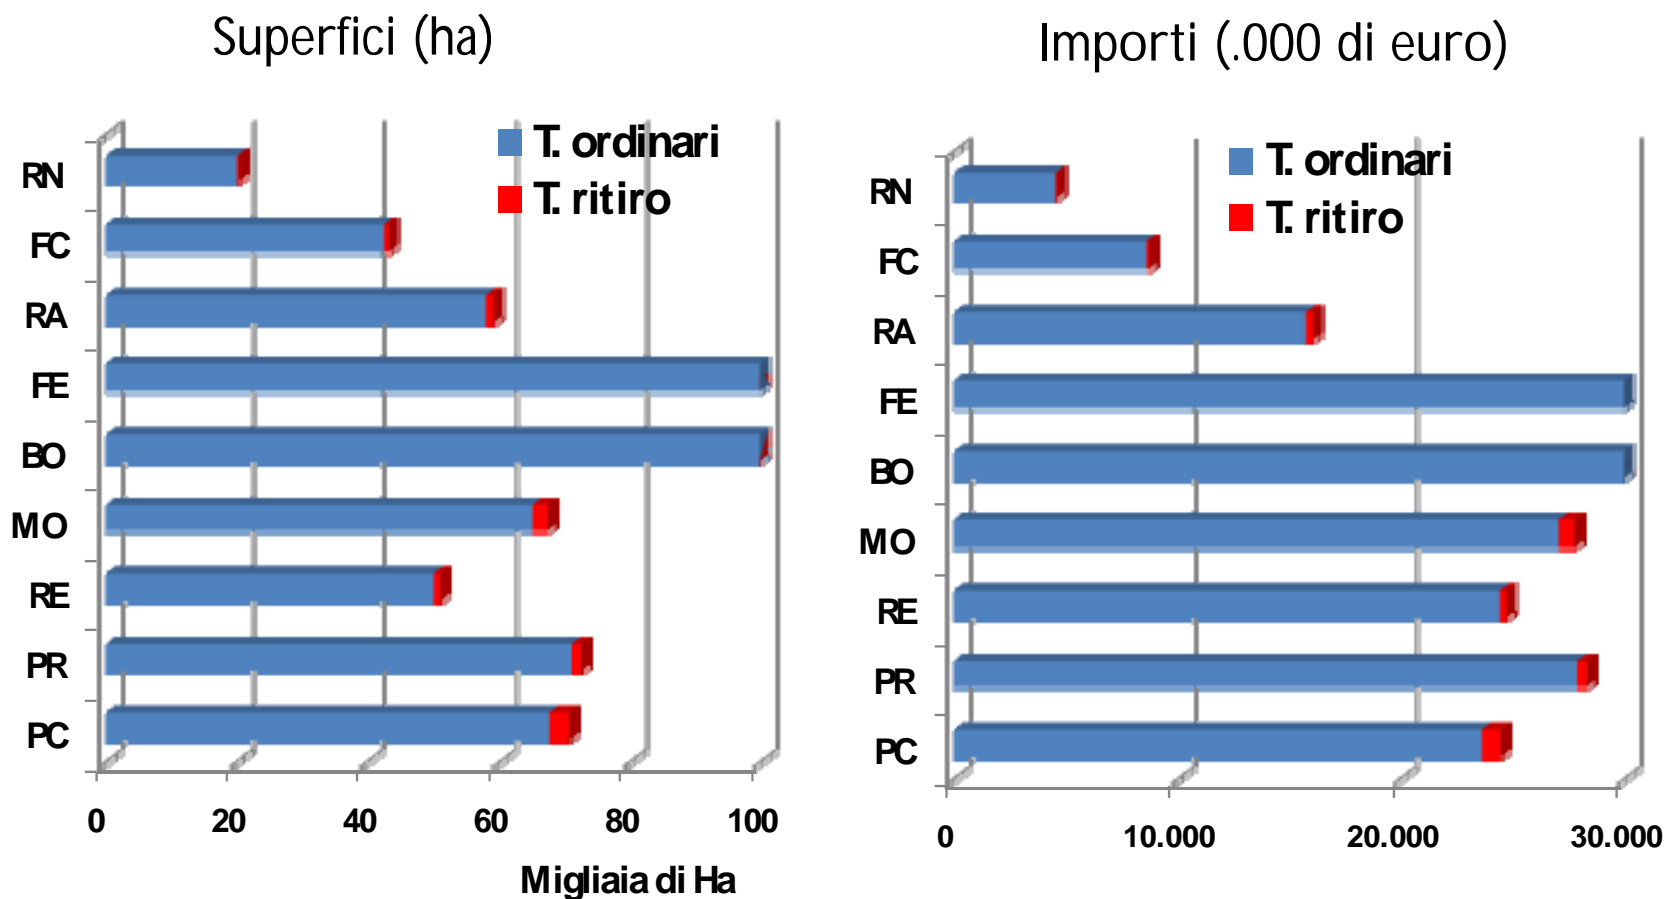 Superfici (ha)
T. ordinari
T. ritiro
RN
FC
RA
FE
BO
MO
RE
PR
PC
0 20 40 60 80 100
Migliaia di Ha
Importi (.000 di euro)
T. ordinari
T. ritiro
RN
FC
RA
FE
BO
MO
RE
PR
PC
0 10.000 20.000 30.000